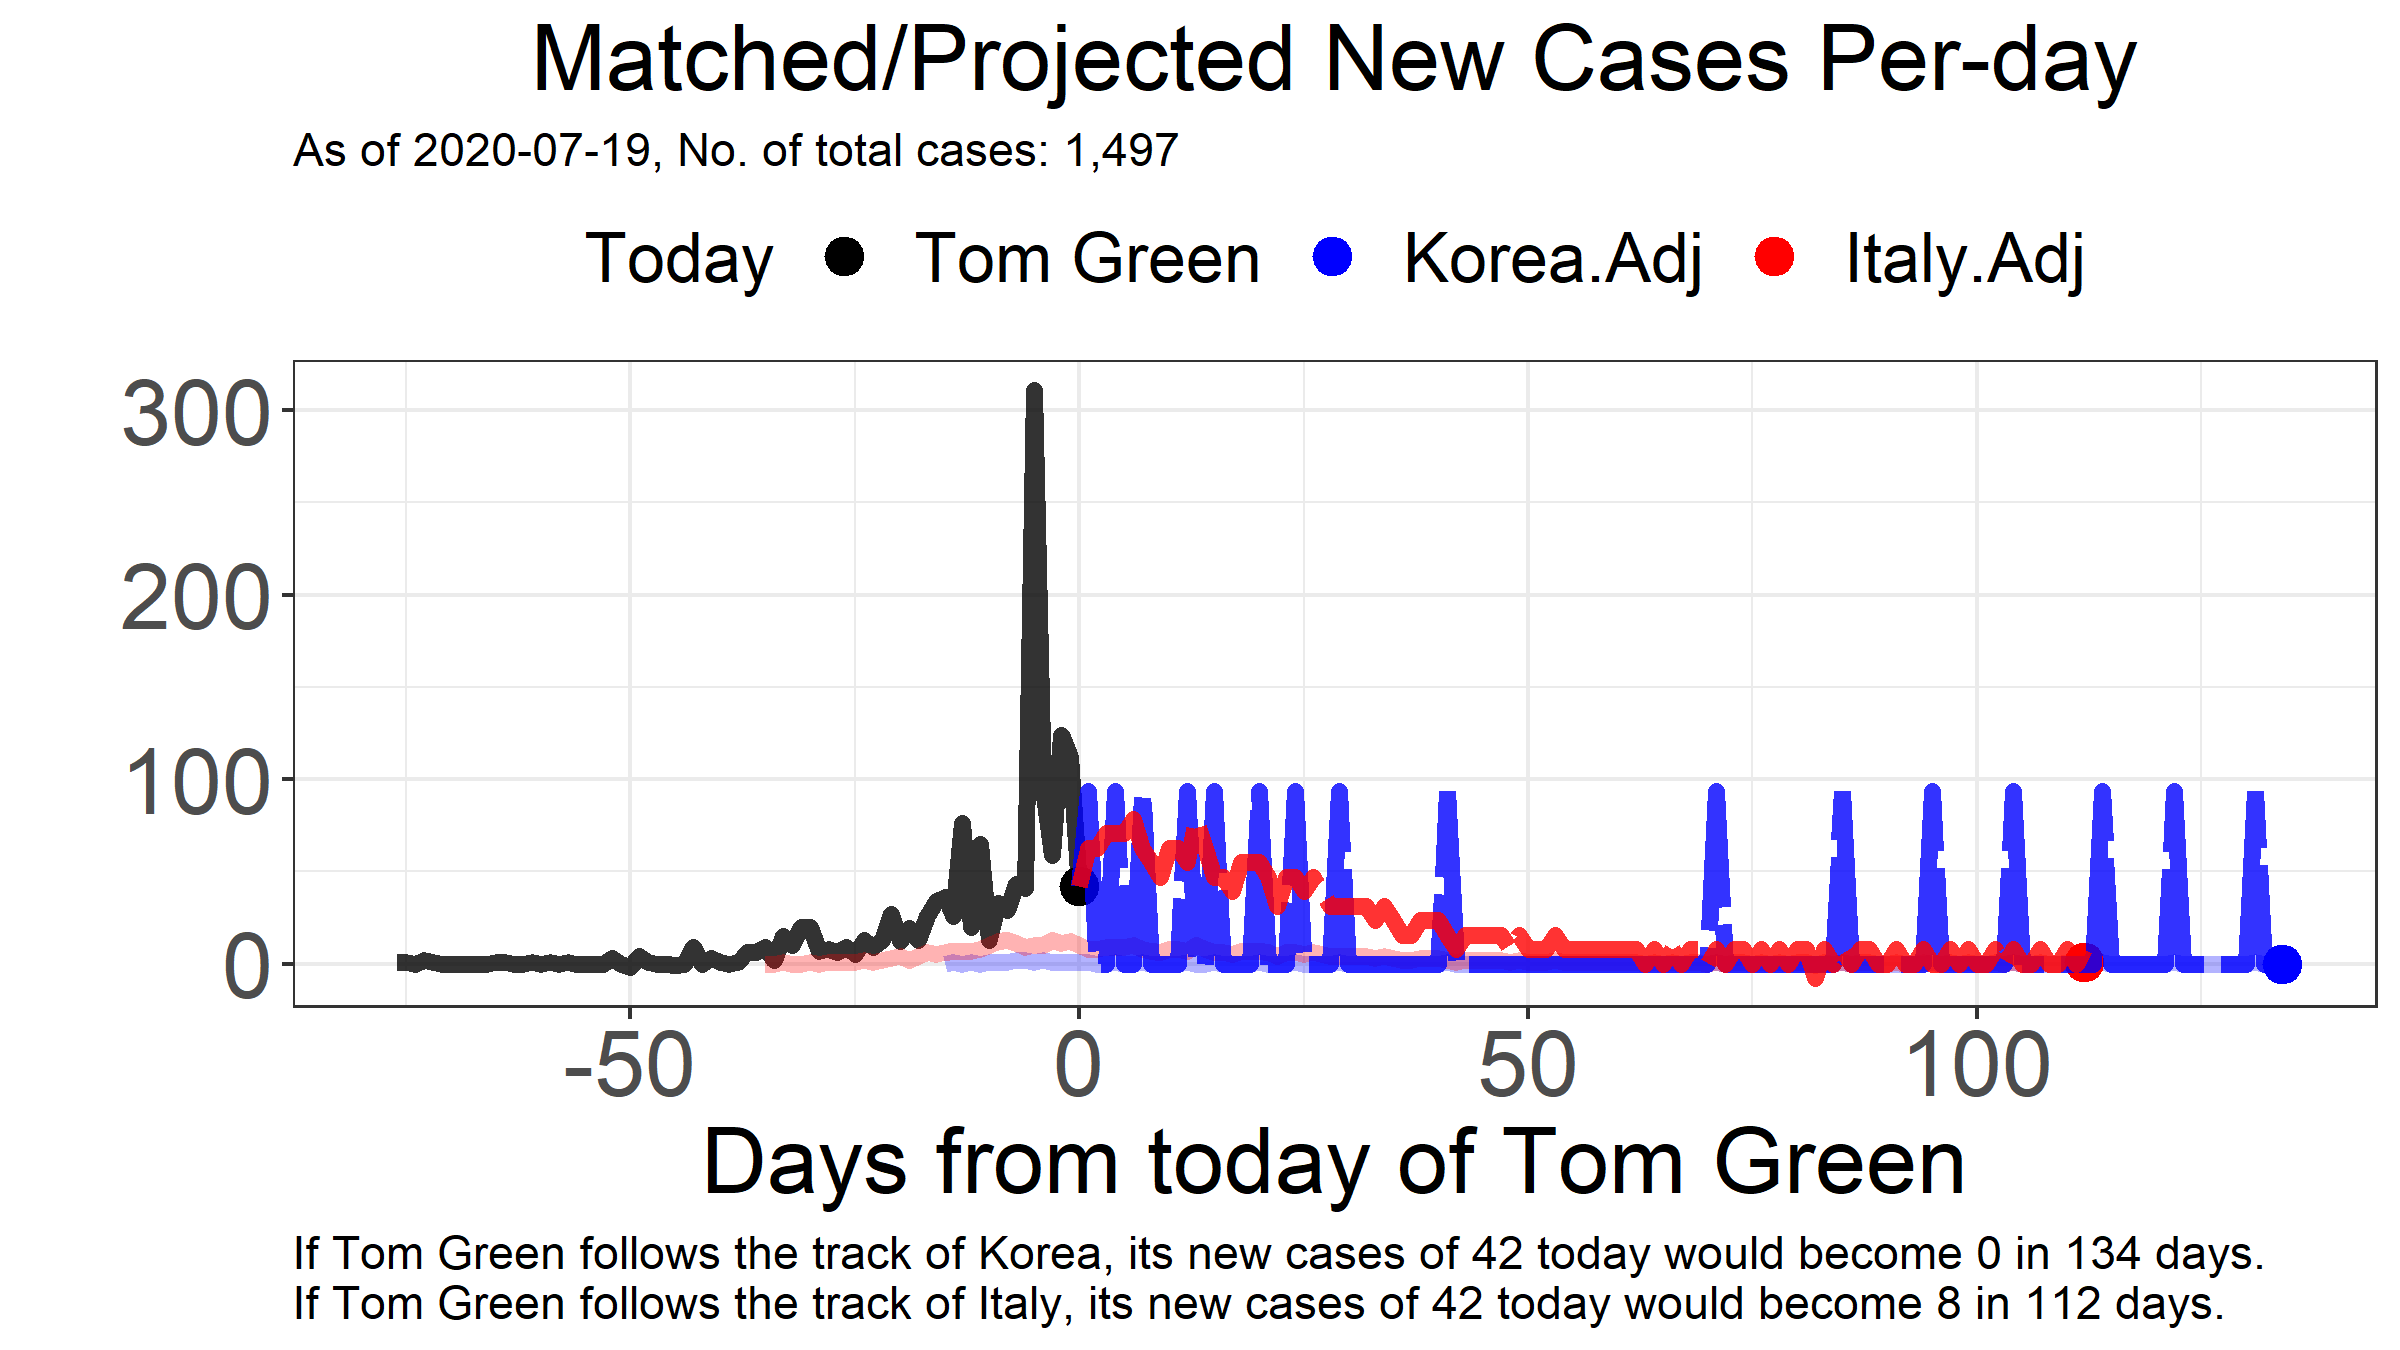 Matched/Projected New Cases Per-day
As of 2020-07-19, No. of total cases: 1,497
Today Tom Green Korea.Adj Italy.Adj
300
200
100
0
-50 0 50 100
Days from today of Tom Green
If Tom Green follows the track of Korea, its new cases of 42 today would become 0 in 134 days.
If Tom Green follows the track of Italy, its new cases of 42 today would become 8 in 112 days.